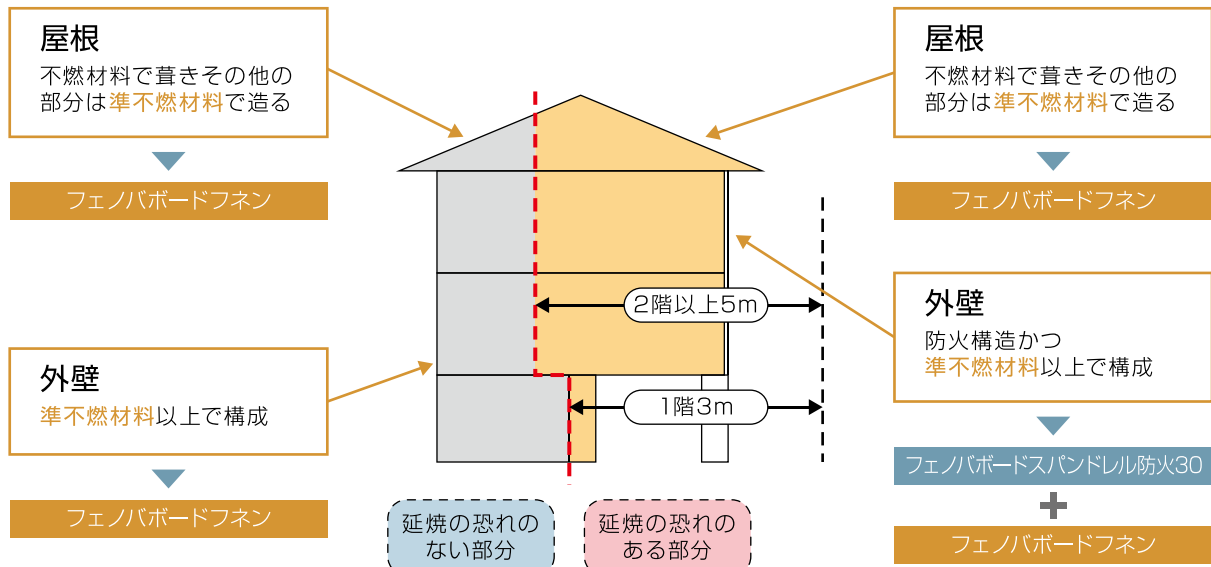 屋根
不燃材料で葺きその他の
部分は準不燃材料で造る
フェノバボードフネン
外壁
準不燃材料以上で構成
フェノバボードフネン
2階以上5m
1階3m
延焼の恐れの
ない部分
延焼の恐れの
ある部分
屋根
不燃材料で葺きその他の
部分は準不燃材料で造る
フェノバボードフネン
外壁
防火構造かつ
準不燃材料以上で構成
フェノバボードスパンドレル防火30
+
フェノバボードフネン